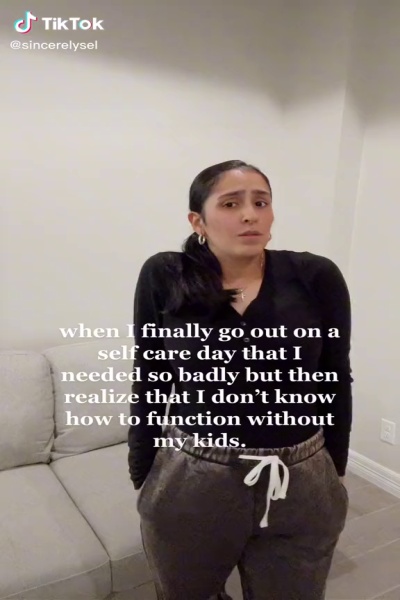 TikTok
@sincerelysel
when I finally go out on a
self care day that I
needed so badly but then
realize that I don’t know
how to function without
my kids.